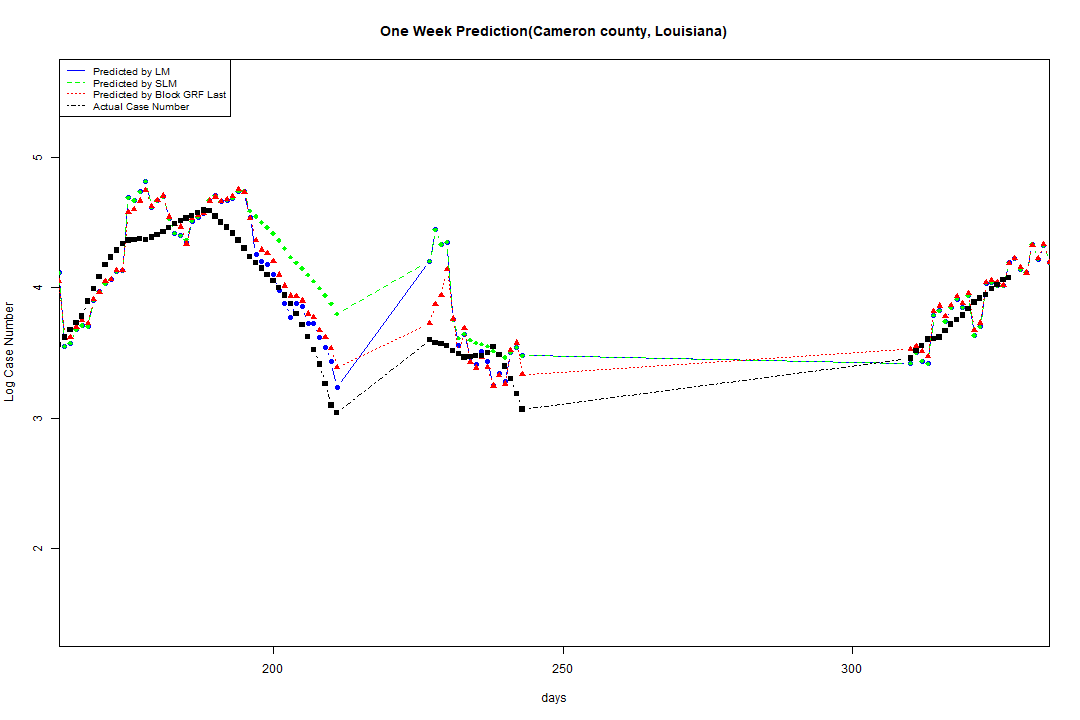 One Week Prediction(Cameron county, Louisiana)
Predicted by LM
Predicted by SLM
Predicted by Block GRF Last
Actual Case Number
Log Case Number
5
4
3
2
200
250
300
days